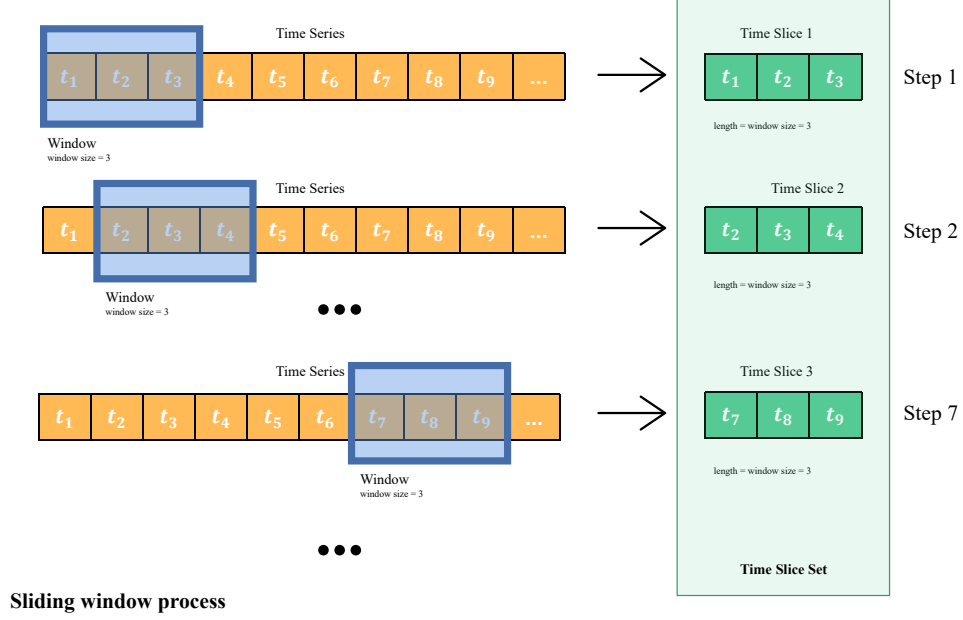 Time Series
Time Slice 1
t₁ t₂ t₃ t₄ t₅ t₆ t₇ t₈ t₉ ...
t₁ t₂ t₃
Step 1
length = window size = 3
Window
window size = 3
Time Series
Time Slice 2
t₁ t₂ t₃ t₄ t₅ t₆ t₇ t₈ t₉ ...
t₂ t₃ t₄
Step 2
length = window size = 3
Window
window size = 3
•••
Time Series
Time Slice 3
t₁ t₂ t₃ t₄ t₅ t₆ t₇ t₈ t₉ ...
t₇ t₈ t₉
Step 7
length = window size = 3
Window
window size = 3
•••
Time Slice Set
Sliding window process